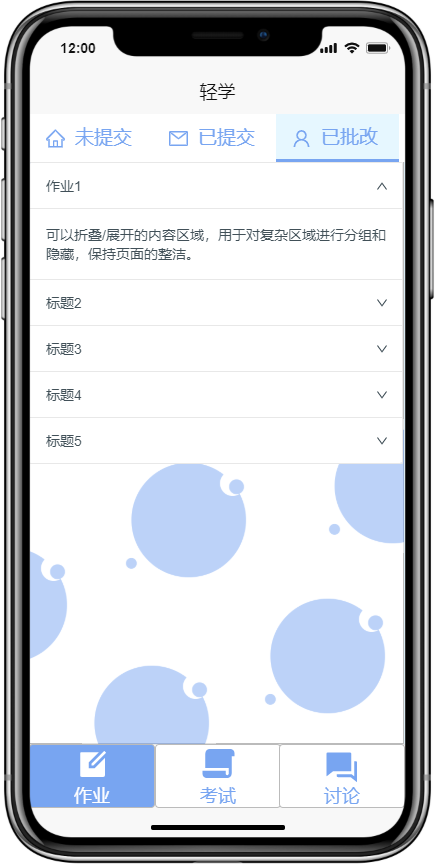 12:00
轻学
未提交 已提交 已批改
作业1
可以折叠/展开的内容区域，用于对复杂区域进行分组和
隐藏，保持页面的整洁。
标题2
标题3
标题4
标题5
作业 考试 讨论